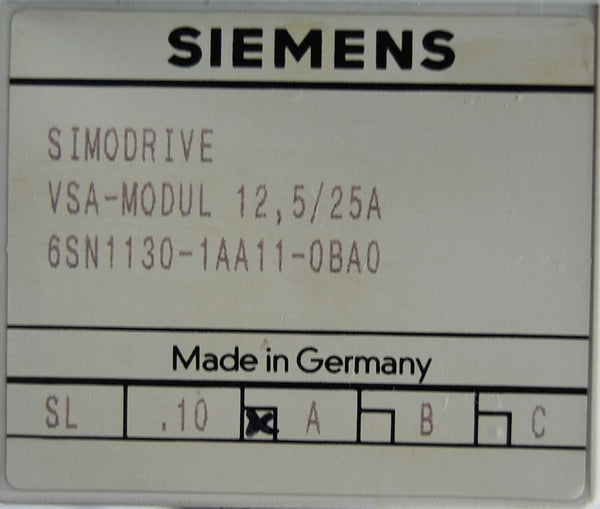 SIEMENS
SIMODRIVE
VSA-MODUL 12,5/25A
6SN1130-1AA11-0BA0
Made in Germany
SL .10 A B C